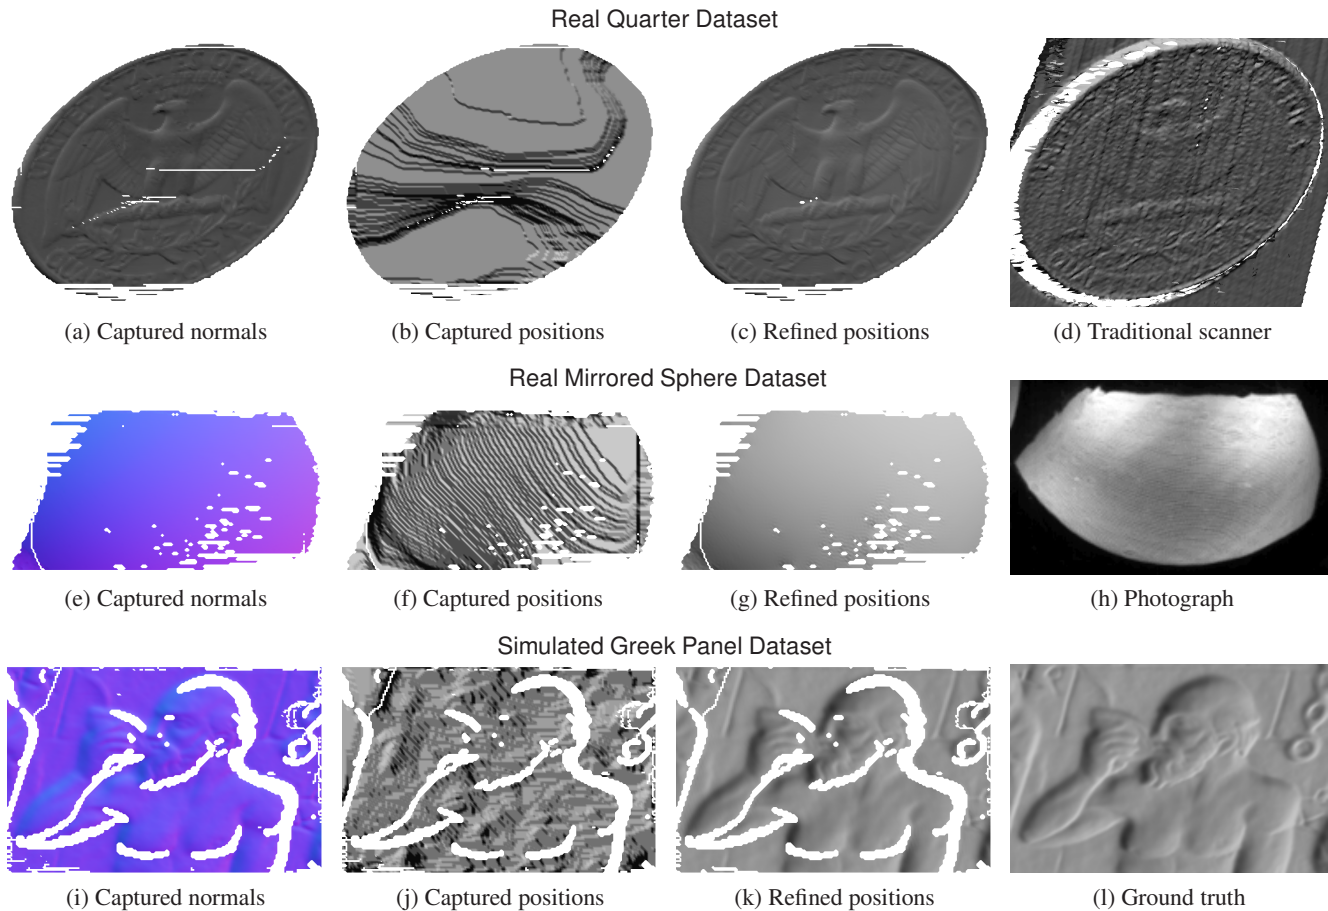 Real Quarter Dataset
(a) Captured normals
(b) Captured positions
(c) Refined positions
(d) Traditional scanner
Real Mirrored Sphere Dataset
(e) Captured normals
(f) Captured positions
(g) Refined positions
(h) Photograph
Simulated Greek Panel Dataset
(i) Captured normals
(j) Captured positions
(k) Refined positions
(l) Ground truth